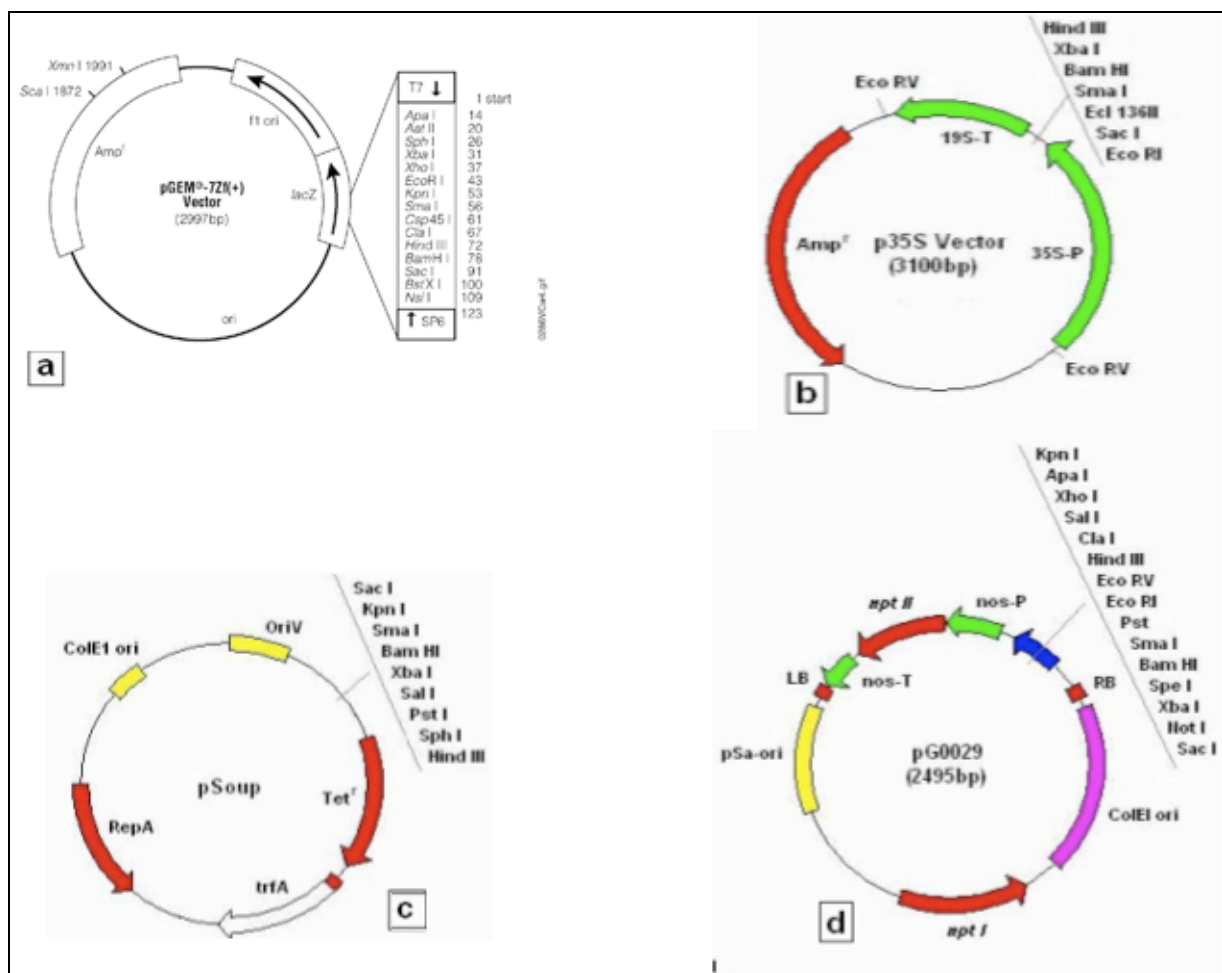 Xmn I 1991
Sca I 1872
f1 ori
Ampʳ
pGEM®-7Zf(+)
Vector
(2997bp)
lacZ
ori
T7 ↓
1 start
Apa I 14
Aat II 20
Sph I 26
Xba I 31
Xho I 37
EcoR I 43
Kpn I 53
Sma I 56
Csp45 I 61
Cla I 67
Hind III 72
BamH I 78
Sac I 91
BstX I 100
Nsi I 109
↑ SP6 123
a
Hind III
Xba I
Bam HI
Sma I
Ecl 136II
Sac I
Eco RI
Eco RV
19S-T
Ampʳ
p35S Vector
(3100bp)
35S-P
Eco RV
b
Sac I
Kpn I
Sma I
Bam HI
Xba I
Sal I
Pst I
Sph I
Hind III
OriV
ColE1 ori
pSoup
Tetʳ
RepA
trfA
c
Kpn I
Apa I
Xho I
Sal I
Cla I
Hind III
Eco RV
Eco RI
Pst
Sma I
Bam HI
Spe I
Xba I
Not I
Sac I
npt II
nos-P
LB
nos-T
RB
pSa-ori
pG0029
(2495bp)
ColEI ori
npt I
d